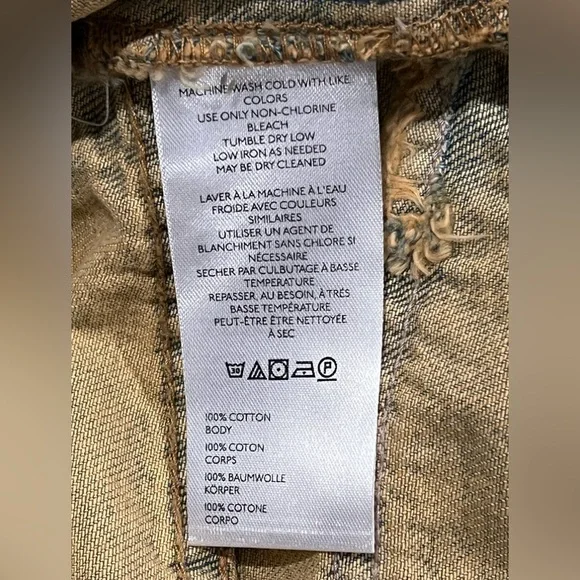 MACHINE WASH COLD WITH LIKE
COLORS
USE ONLY NON-CHLORINE
BLEACH
TUMBLE DRY LOW
LOW IRON AS NEEDED
MAY BE DRY CLEANED
LAVER À LA MACHINE À L'EAU
FROIDE AVEC COULEURS
SIMILAIRES
UTILISER UN AGENT DE
BLANCHIMENT SANS CHLORE SI
NÉCESSAIRE
SECHER PAR CULBUTAGE À BASSE
TEMPERATURE
REPASSER, AU BESOIN, À TRÉS
BASSE TEMPÉRATURE
PEUT-ÊTRE ÊTRE NETTOYÉE
À SEC
30 P
100% COTTON
BODY
100% COTON
CORPS
100% BAUMWOLLE
KÖRPER
100% COTONE
CORPO